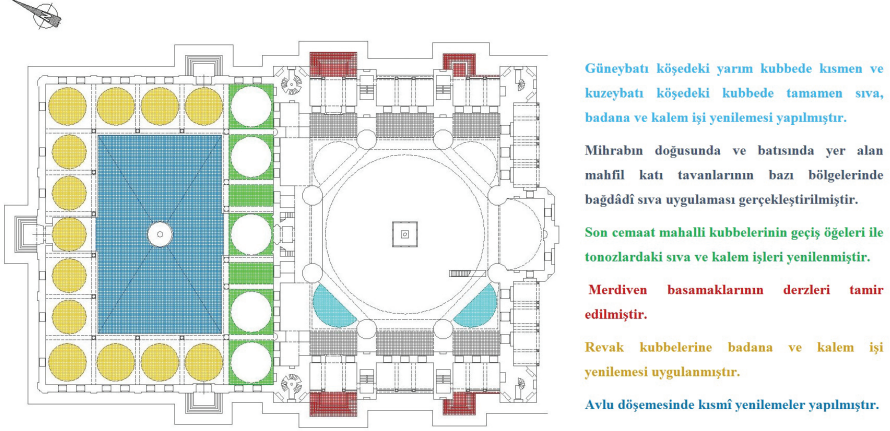 Güneybatı köşedeki yarım kubbede kısmen ve
kuzeybatı köşedeki kubbede tamamen sıva,
badana ve kalem işi yenilemesi yapılmıştır.
Mihrabın doğusunda ve batısında yer alan
mahfil katı tavanlarının bazı bölgelerinde
bağdâdî sıva uygulaması gerçekleştirilmiştir.
Son cemaat mahalli kubbelerinin geçiş öğeleri ile
tonozlardaki sıva ve kalem işleri yenilenmiştir.
Merdiven basamaklarının derzleri tamir
edilmiştir.
Revak kubbelerine badana ve kalem işi
yenilemesi uygulanmıştır.
Avlu döşemesinde kısmî yenilemeler yapılmıştır.